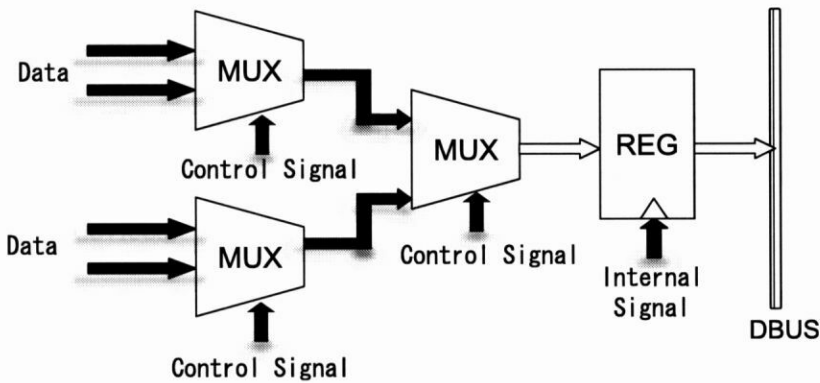 Data
MUX
Control Signal
MUX
REG
Data
MUX
Control Signal
Internal
Signal
DBUS
Control Signal